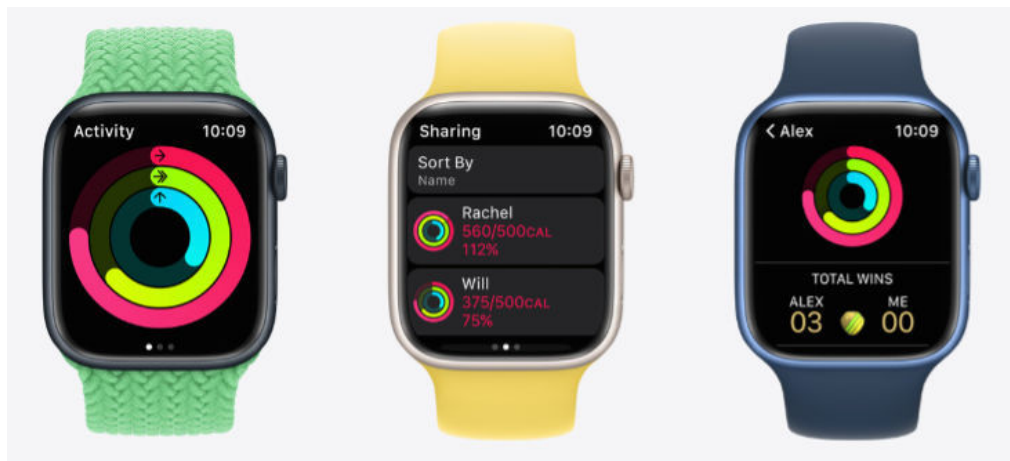 Activity 10:09
Sharing 10:09
Sort By
Name
Rachel
560/500CAL
112%
Will
375/500CAL
75%
< Alex 10:09
TOTAL WINS
ALEX ME
03 00